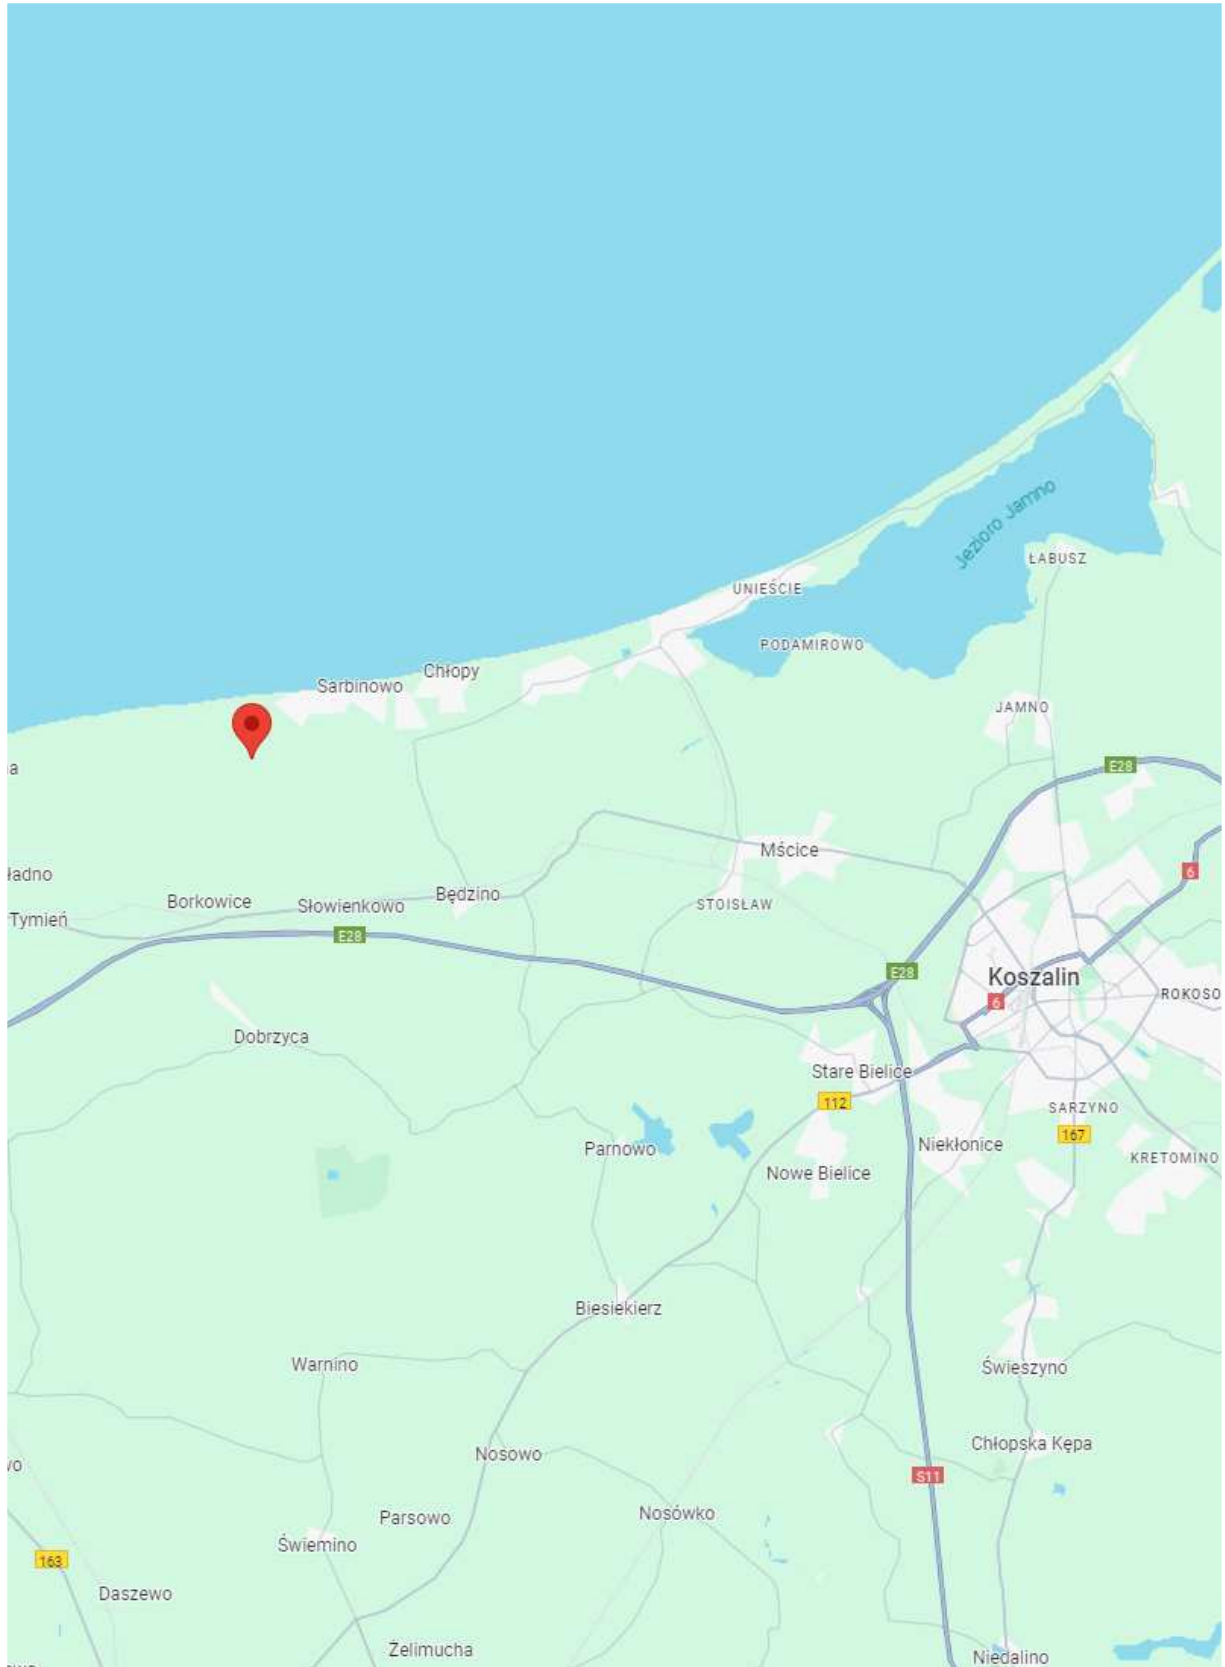 Jezioro Jamno
ŁABUSZ
UNIEŚCIE
PODAMIROWO
Chłopy
Sarbinowo
JAMNO
a
E28
Mścice
ładno
6
Borkowice
Słowienkowo
Będzino
STOISŁAW
Tymień
E28
E28
Koszalin
6
ROKOSO
Dobrzyca
Stare Bielice
112
SARZYNO
167
Parnowo
Niekłonice
Nowe Bielice
KRETOMINO
Biesiekierz
Warnino
Świeszyno
Chłopska Kępa
Nosowo
wo
S11
Parsowo
Nosówko
Świemino
163
Daszewo
Żelimucha
Niedalino